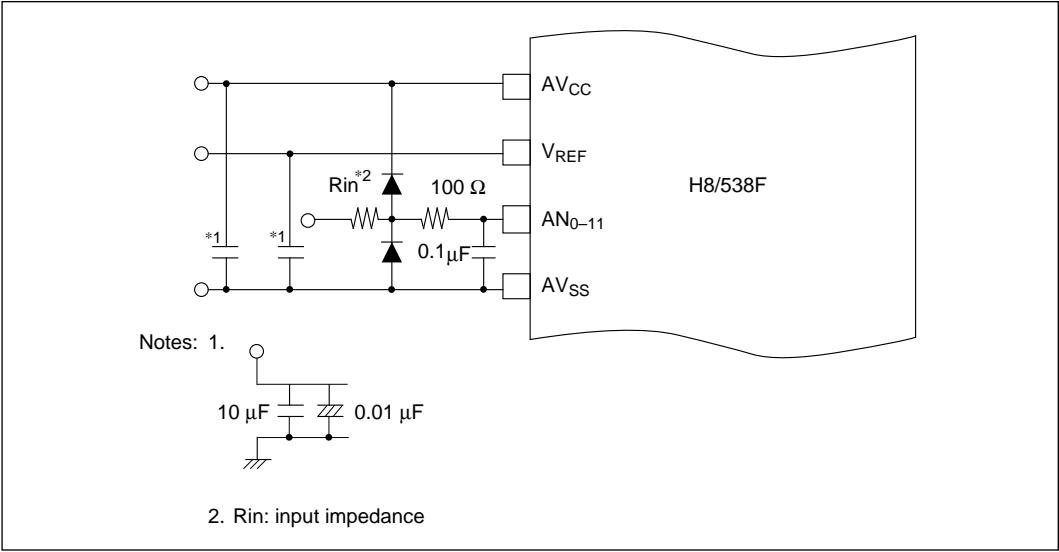 AVCC
VREF
H8/538F
Rin*2
100 Ω
AN0–11
*1
*1
0.1μF
AVSS
Notes: 1.
10 μF
0.01 μF
2. Rin: input impedance